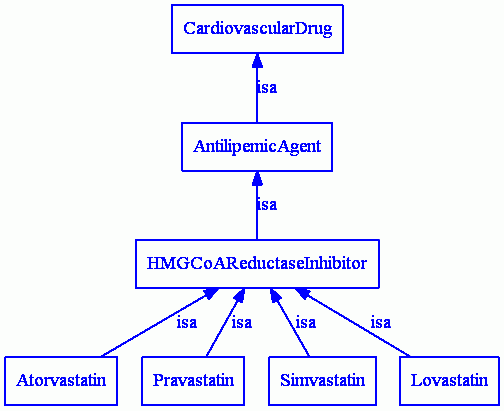 CardiovascularDrug
isa
AntilipemicAgent
isa
HMGCoAReductaseInhibitor
isa isa isa isa
Atorvastatin Pravastatin Simvastatin Lovastatin